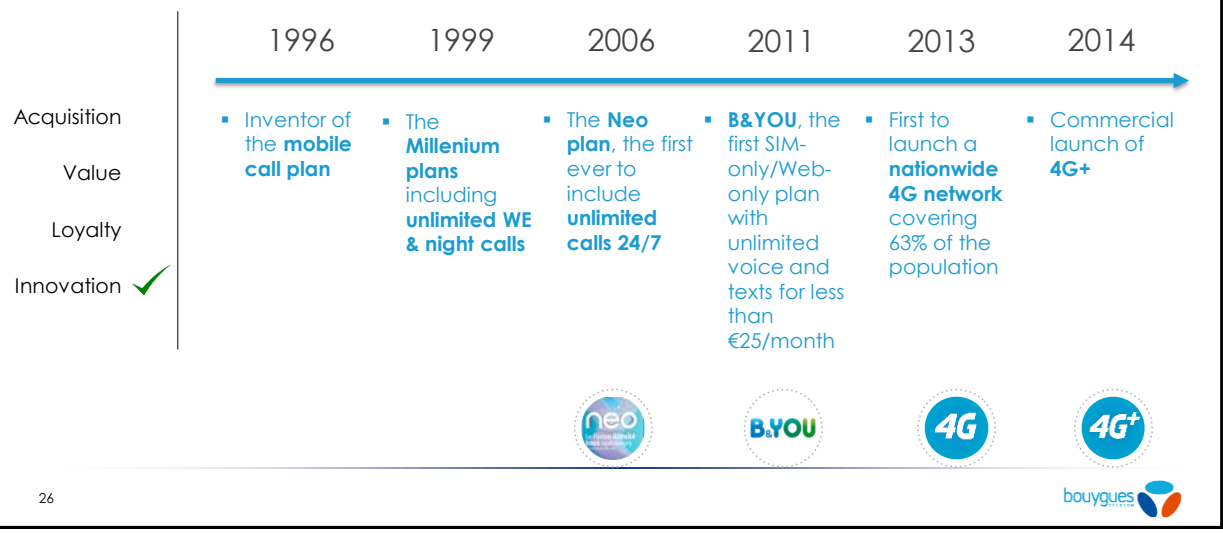 1996
1999
2006
2011
2013
2014
Acquisition
Value
Loyalty
Innovation
▪ Inventor of
the mobile
call plan
▪ The
Millenium
plans
including
unlimited WE
& night calls
▪ The Neo
plan, the first
ever to
include
unlimited
calls 24/7
▪ B&YOU, the
first SIM-
only/Web-
only plan
with
unlimited
voice and
texts for less
than
€25/month
▪ First to
launch a
nationwide
4G network
covering
63% of the
population
▪ Commercial
launch of
4G+
neo
B&YOU
4G
4G+
26
bouygues
TELECOM